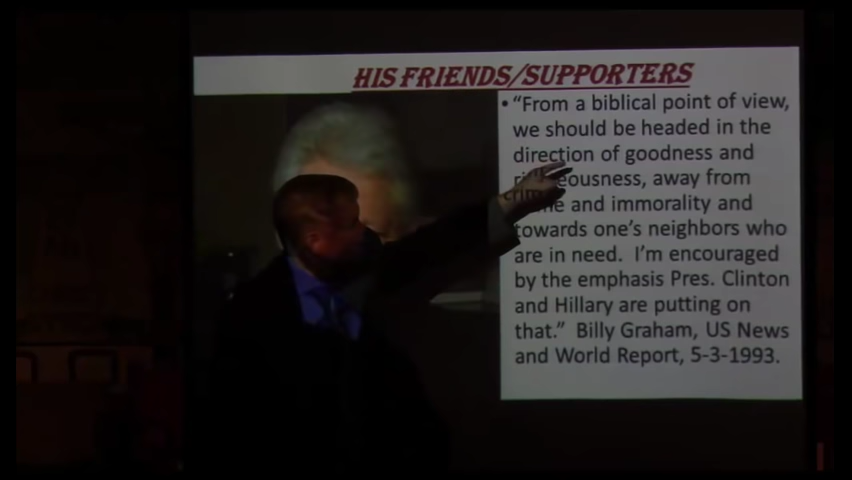 HIS FRIENDS/SUPPORTERS
• "From a biblical point of view,
we should be headed in the
direction of goodness and
away from
and immorality and
towards one's neighbors who
are in need. I'm encouraged
by the emphasis Pres. Clinton
and Hillary are putting on
that." Billy Graham, US News
and World Report, 5-3-1993.